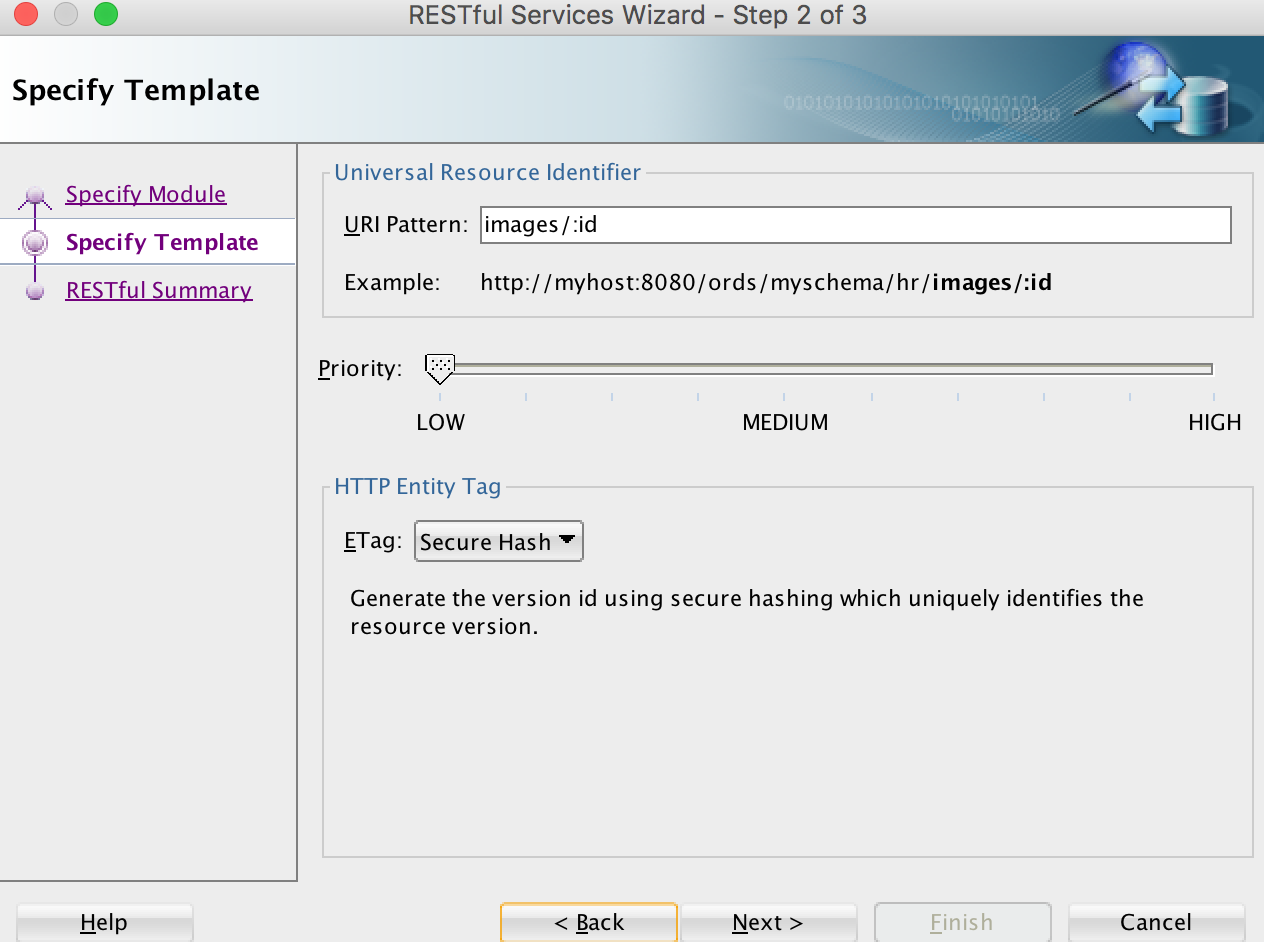 RESTful Services Wizard - Step 2 of 3
Specify Template
01010101010101010101010101
01010101010
Specify Module
Specify Template
RESTful Summary
Universal Resource Identifier
URI Pattern: images/:id
Example: http://myhost:8080/ords/myschema/hr/images/:id
Priority:
LOW MEDIUM HIGH
HTTP Entity Tag
ETag: Secure Hash
Generate the version id using secure hashing which uniquely identifies the
resource version.
Help < Back Next > Finish Cancel